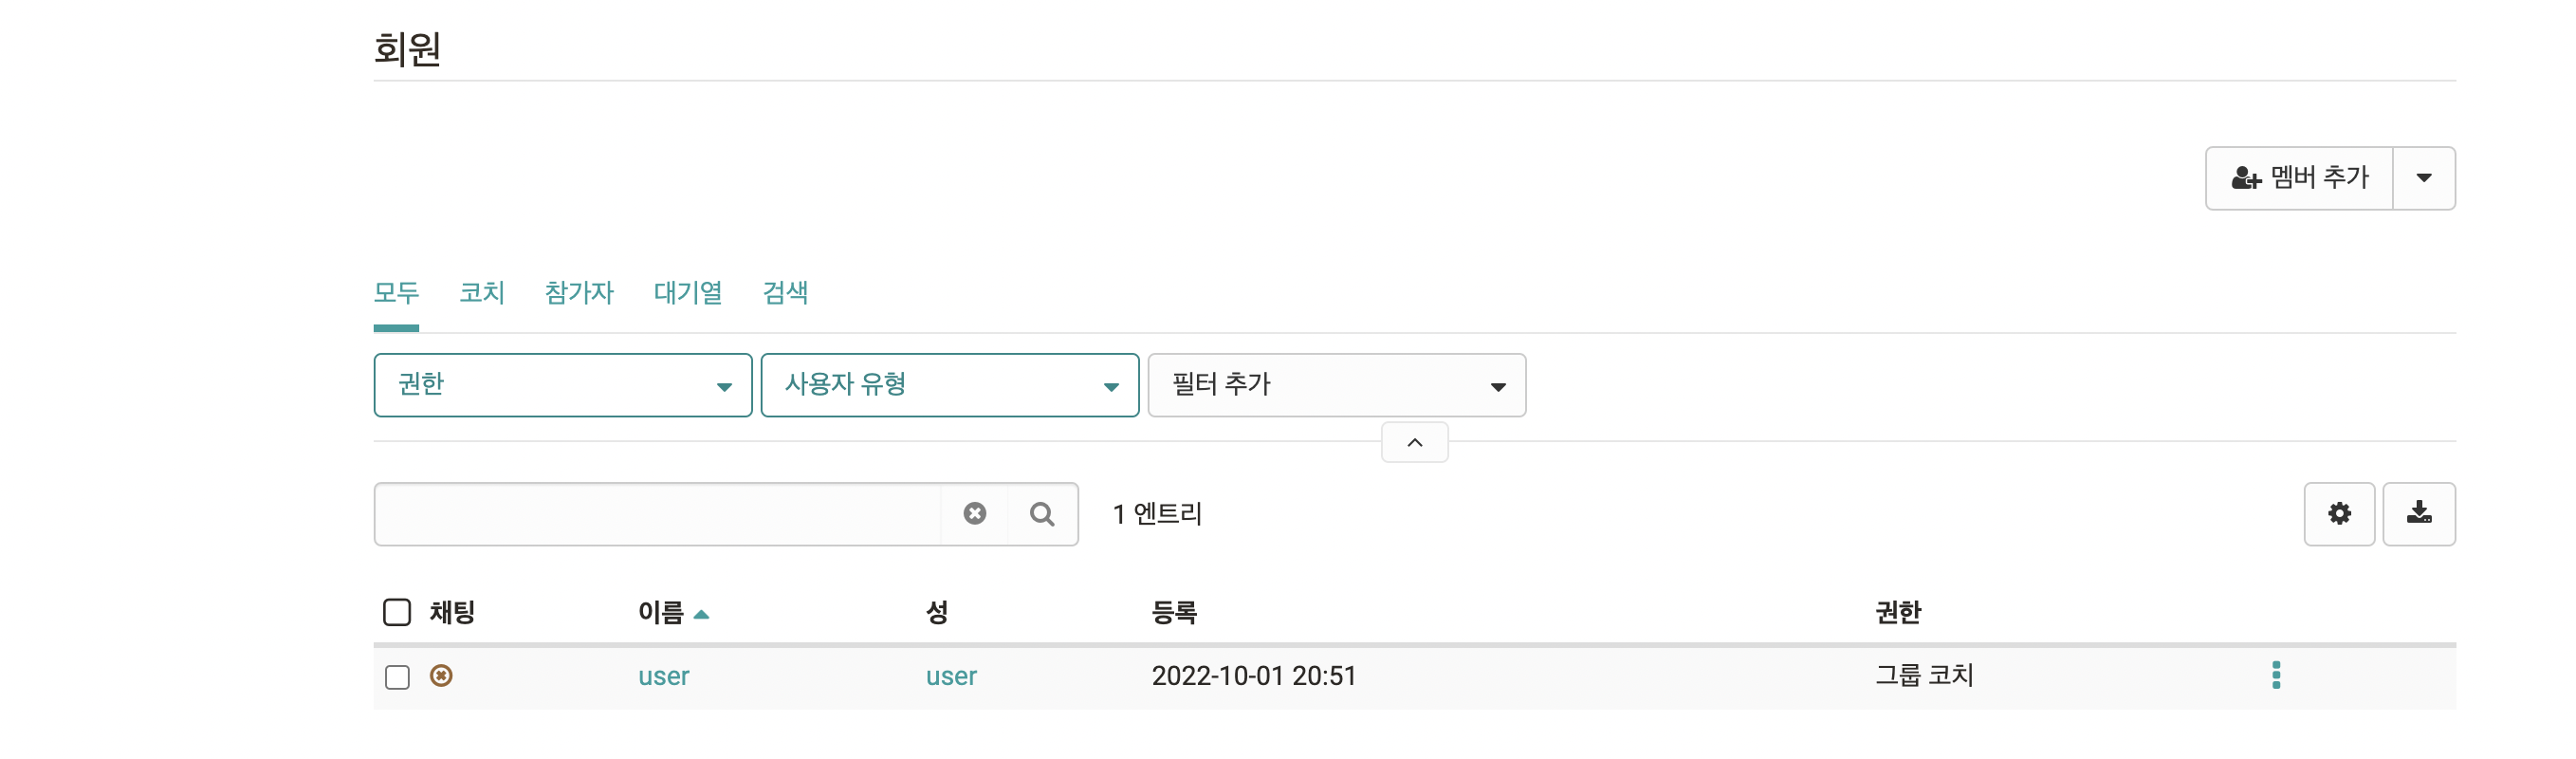 회원
멤버 추가
모두 코치 참가자 대기열 검색
권한 사용자 유형 필터 추가
1 엔트리
채팅 이름 성 등록 권한
user user 2022-10-01 20:51 그룹 코치